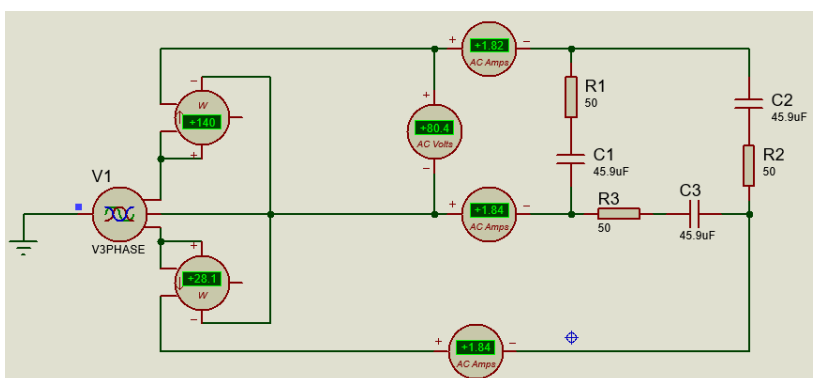 +1.82
AC Amps
W
+140
R1
50
C2
45.9uF
+80.4
AC Volts
C1
45.9uF
R2
50
V1
V3PHASE
+1.84
AC Amps
R3
50
C3
45.9uF
+28.1
W
+1.84
AC Amps